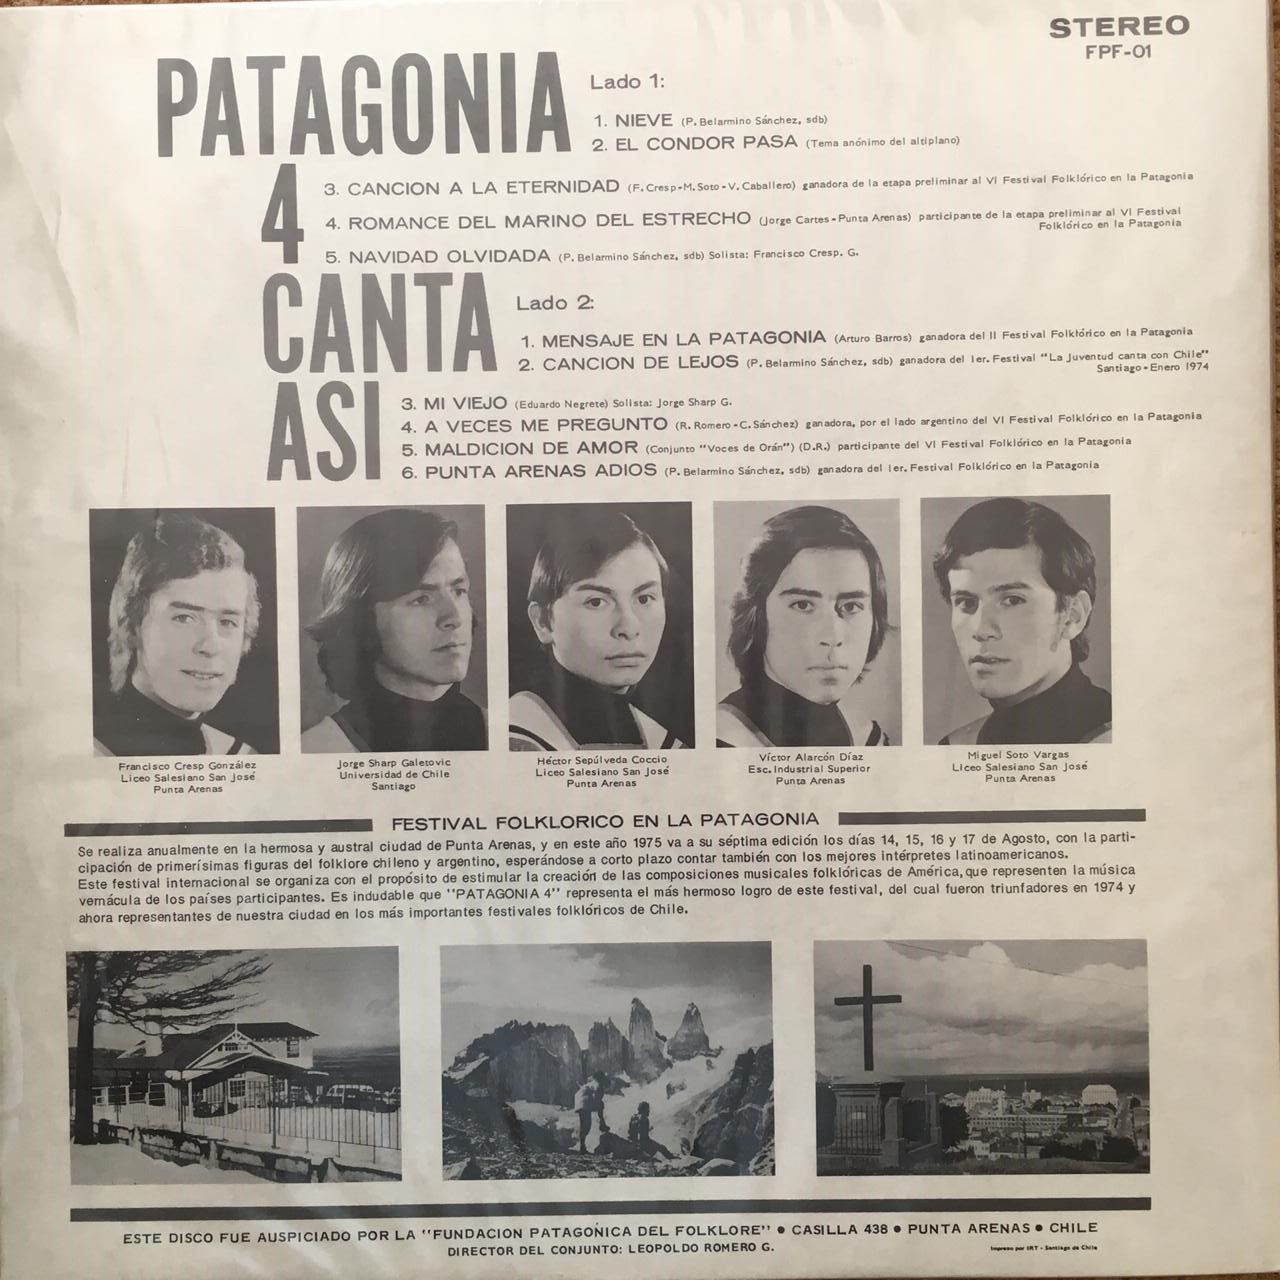 STEREO
FPF-01
PATAGONIA
4
CANTA
ASI
Lado 1:
1. NIEVE (P. Belarmino Sánchez, sdb)
2. EL CONDOR PASA (Tema anónimo del altiplano)
3. CANCION A LA ETERNIDAD (F. Cresp-M. Soto-V. Caballero) ganadora de la etapa preliminar al VI Festival Folklórico en la Patagonia
4. ROMANCE DEL MARINO DEL ESTRECHO (Jorge Cartes-Punta Arenas) participante de la etapa preliminar al VI Festival
Folklórico en la Patagonia
5. NAVIDAD OLVIDADA (P. Belarmino Sánchez, sdb) Solista: Francisco Cresp. G.
Lado 2:
1. MENSAJE EN LA PATAGONIA (Arturo Barros) ganadora del II Festival Folklórico en la Patagonia
2. CANCION DE LEJOS (P. Belarmino Sánchez, sdb) ganadora del 1er. Festival "La Juventud canta con Chile"
Santiago-Enero 1974
3. MI VIEJO (Eduardo Negrete) Solista: Jorge Sharp G.
4. A VECES ME PREGUNTO (R. Romero-C. Sánchez) ganadora, por el lado argentino del VI Festival Folklórico en la Patagonia
5. MALDICION DE AMOR (Conjunto "Voces de Orán") (D.R.) participante del VI Festival Folklórico en la Patagonia
6. PUNTA ARENAS ADIOS (P. Belarmino Sánchez, sdb) ganadora del 1er. Festival Folklórico en la Patagonia
Francisco Cresp González
Liceo Salesiano San José
Punta Arenas
Jorge Sharp Galetovic
Universidad de Chile
Santiago
Héctor Sepúlveda Coccio
Liceo Salesiano San José
Punta Arenas
Víctor Alarcón Díaz
Esc. Industrial Superior
Punta Arenas
Miguel Soto Vargas
Liceo Salesiano San José
Punta Arenas
FESTIVAL FOLKLORICO EN LA PATAGONIA
Se realiza anualmente en la hermosa y austral ciudad de Punta Arenas, y en este año 1975 va a su séptima edición los días 14, 15, 16 y 17 de Agosto, con la parti-
cipación de primerísimas figuras del folklore chileno y argentino, esperándose a corto plazo contar también con los mejores intérpretes latinoamericanos.
Este festival internacional se organiza con el propósito de estimular la creación de las composiciones musicales folklóricas de América, que representen la música
vernácula de los países participantes. Es indudable que "PATAGONIA 4" representa el más hermoso logro de este festival, del cual fueron triunfadores en 1974 y
ahora representantes de nuestra ciudad en los más importantes festivales folklóricos de Chile.
ESTE DISCO FUE AUSPICIADO POR LA "FUNDACION PATAGONICA DEL FOLKLORE" • CASILLA 438 • PUNTA ARENAS • CHILE
DIRECTOR DEL CONJUNTO: LEOPOLDO ROMERO G.
Impreso por IRT - Santiago de Chile